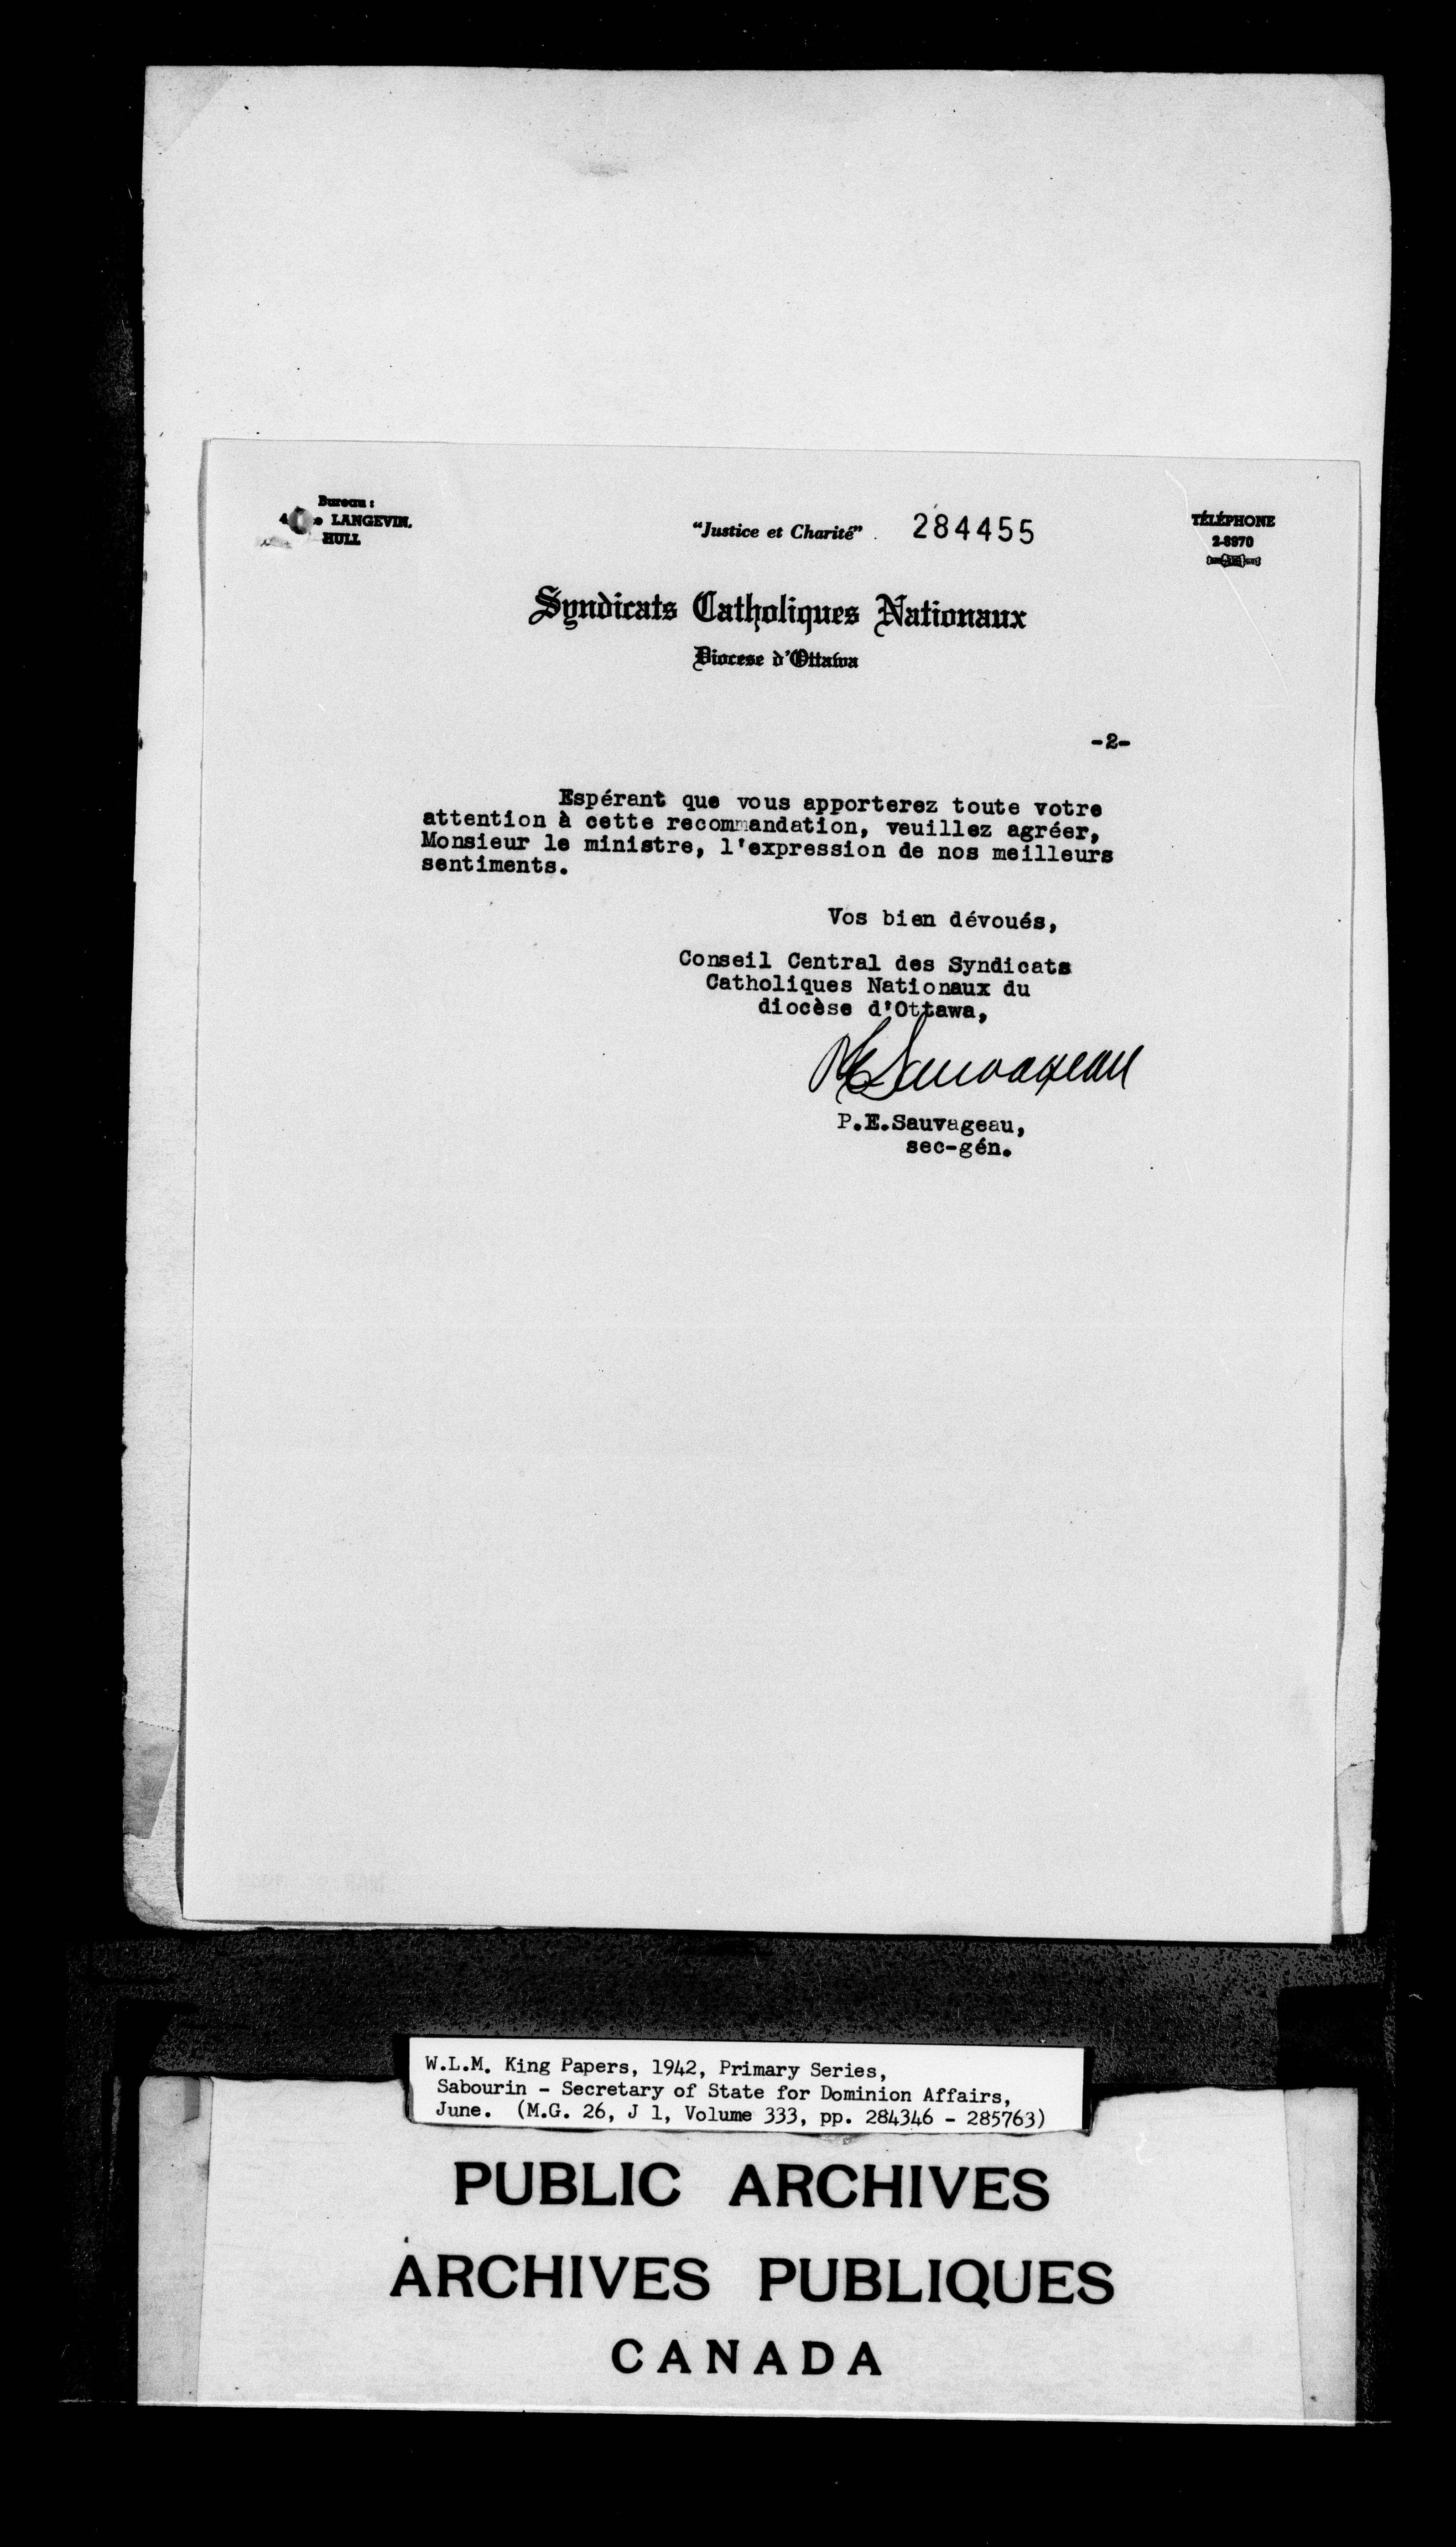 Bureau :
LANGEVIN.
HULL
"Justice et Charité"
284455
TÉLÉPHONE
2-8970
Syndicats Catholiques Nationaux
Diocese d'Ottawa
-2-
Espérant que vous apporterez toute votre
attention à cette recommandation, veuillez agréer,
Monsieur le ministre, l'expression de nos meilleurs
sentiments.
Vos bien dévoués,
Conseil Central des Syndicats
Catholiques Nationaux du
diocèse d'Ottawa,
P.E. Sauvageau
P.E.Sauvageau,
sec-gén.
W.L.M. King Papers, 1942, Primary Series,
Sabourin - Secretary of State for Dominion Affairs,
June. (M.G. 26, J 1, Volume 333, pp. 284346 - 285763)
PUBLIC ARCHIVES
ARCHIVES PUBLIQUES
CANADA